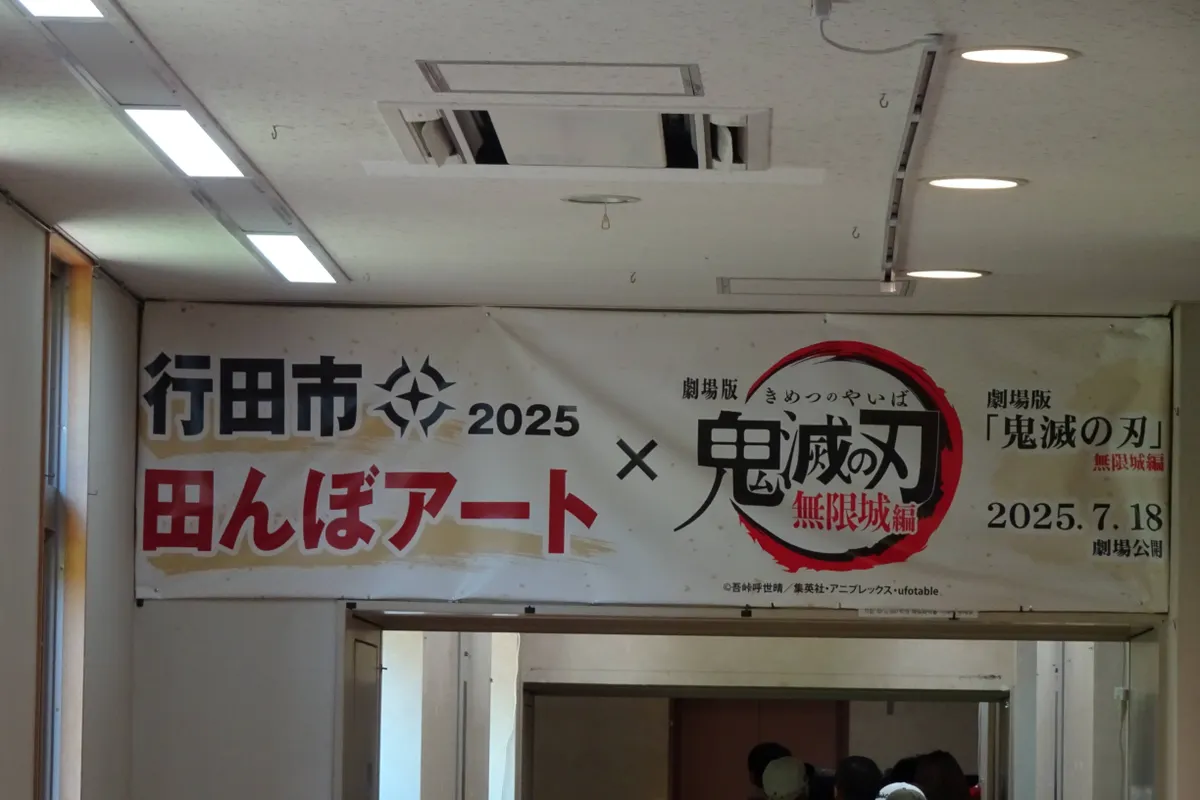 行田市 2025
田んぼアート
×
劇場版
きめつのやいば
鬼滅の刃
無限城編
©吾峠呼世晴／集英社・アニプレックス・ufotable
劇場版
「鬼滅の刃」
無限城編
2025.7.18
劇場公開